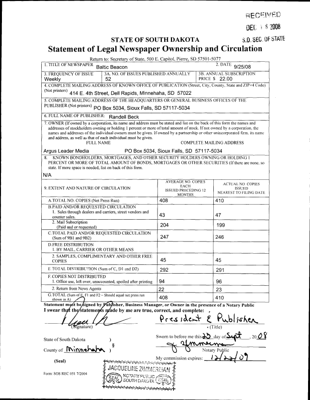 RECEIVED
DEC 15 2008
S.D. SEC. OF STATE
STATE OF SOUTH DAKOTA
Statement of Legal Newspaper Ownership and Circulation
Return to: Secretary of State, 500 E. Capitol, Pierre, SD 57501-5077
1. TITLE OF NEWSPAPER Baltic Beacon 2. DATE 9/25/08
3. FREQUENCY OF ISSUE Weekly
3A. NO. OF ISSUES PUBLISHED ANNUALLY 52
3B. ANNUAL SUBSCRIPTION PRICE $ 22.00
4. COMPLETE MAILING ADDRESS OF KNOWN OFFICE OF PUBLICATION (Street, City, County, State and ZIP+4 Code)
(Not printers) 414 E. 4th Street, Dell Rapids, Minnehaha, SD 57022
5. COMPLETE MAILING ADDRESS OF THE HEADQUARTERS OR GENERAL BUSINESS OFFICES OF THE
PUBLISHER (Not printers) PO Box 5034, Sioux Falls, SD 57117-5034
6. FULL NAME OF PUBLISHER: Randell Beck
7. OWNER (If owned by a corporation, its name and address must be stated and list on the back of this form the names and
addresses of stockholders owning or holding 1 percent or more of total amount of stock. If not owned by a corporation, the
names and addresses of the individual owners must be given. If owned by a partnership or other unincorporated firm, its name
and address, as well as that of each individual must be given.
FULL NAME COMPLETE MAILING ADDRESS
Argus Leader Media PO Box 5034, Sioux Falls, SD 57117-5034
8. KNOWN BONDHOLDERS, MORTGAGES, AND OTHER SECURITY HOLDERS OWNING OR HOLDING 1
PERCENT OR MORE OF TOTAL AMOUNT OF BONDS, MORTGAGES OR OTHER SECURITIES (If there are none, so
state. If more space is needed, list on back of this form.
N/A
9. EXTENT AND NATURE OF CIRCULATION
AVERAGE NO. COPIES EACH ISSUED PRECEDING 12 MONTHS
ACTUAL NO. COPIES ISSUED NEAREST TO FILING DATE
A. TOTAL NO. COPIES (Net Press Run) 408 410
B. PAID AND/OR REQUESTED CIRCULATION
1. Sales through dealers and carriers, street vendors and
counter sales. 43 47
2. Mail Subscription
(Paid and or requested) 204 199
C. TOTAL PAID AND/OR REQUESTED CIRCULATION
(Sum of 9B1 and 9B2) 247 246
D. FREE DISTRIBUTION
1. BY MAIL, CARRIER OR OTHER MEANS
2. SAMPLES, COMPLIMENTARY AND OTHER FREE
COPIES 45 45
E. TOTAL DISTRIBUTION (Sum of C, D1 and D2) 292 291
F. COPIES NOT DISTRIBUTED
1. Office use, left over, unaccounted, spoiled after printing 94 96
2. Return from News Agents 22 23
G. TOTAL (Sum of E, F1 and F2 - Should equal net press run
shown in A) 408 410
Statement must be signed by Publisher, Business Manager, or Owner in the presence of a Notary Public
I swear that the statements made by me are true, correct, and complete:
President & Publisher
(Signature) (Title)
State of South Dakota )
Sworn to before me this 23 day of Sept 2008
County of Minnehaha )
Notary Public
My commission expires:
(Seal)
JACQUELINE ZIMMERMAN
NOTARY PUBLIC
SOUTH DAKOTA
SEAL
Form: SOS REC 051 7/2004